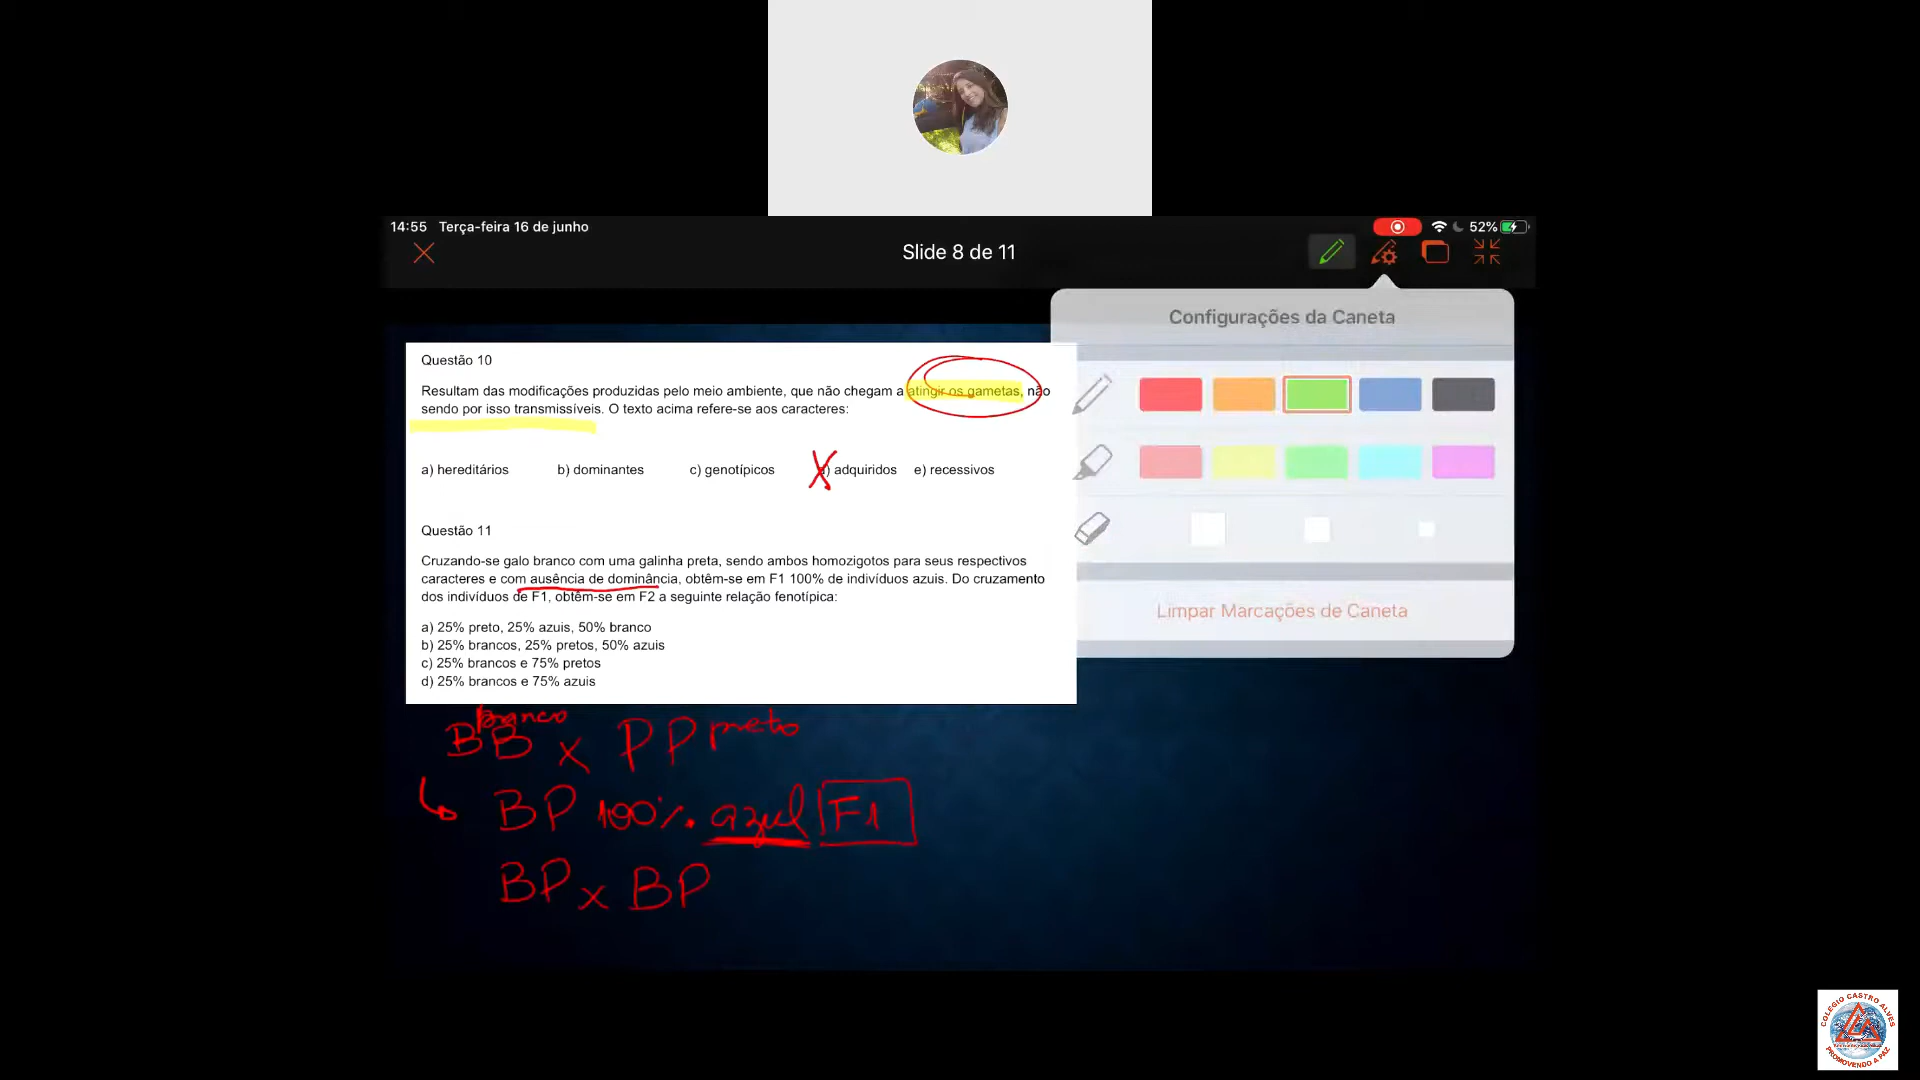 14:55 Terça-feira 16 de junho
52%
Slide 8 de 11
Configurações da Caneta
Limpar Marcações de Caneta
Questão 10
Resultam das modificações produzidas pelo meio ambiente, que não chegam a atingir os gametas, não
sendo por isso transmissíveis. O texto acima refere-se aos caracteres:
a) hereditários b) dominantes c) genotípicos d) adquiridos e) recessivos
Questão 11
Cruzando-se galo branco com uma galinha preta, sendo ambos homozigotos para seus respectivos
caracteres e com ausência de dominância, obtêm-se em F1 100% de indivíduos azuis. Do cruzamento
dos indivíduos de F1, obtêm-se em F2 a seguinte relação fenotípica:
a) 25% preto, 25% azuis, 50% branco
b) 25% brancos, 25% pretos, 50% azuis
c) 25% brancos e 75% pretos
d) 25% brancos e 75% azuis
branco
BB x PP preto
BP 100% azul F1
BP x BP
COLEGIO CASTRO ALVES
PROMOVENDO A PAZ